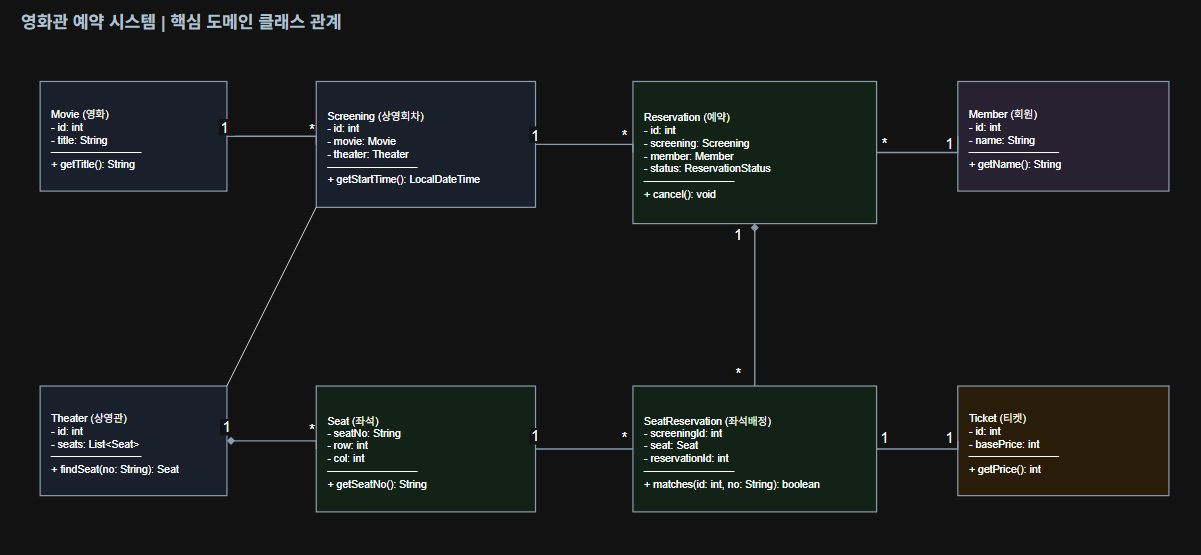 영화관 예약 시스템 | 핵심 도메인 클래스 관계
Movie (영화)
- id: int
- title: String
+ getTitle(): String
1
*
Screening (상영회차)
- id: int
- movie: Movie
- theater: Theater
+ getStartTime(): LocalDateTime
1
*
Reservation (예약)
- id: int
- screening: Screening
- member: Member
- status: ReservationStatus
+ cancel(): void
*
1
Member (회원)
- id: int
- name: String
+ getName(): String
1
*
Theater (상영관)
- id: int
- seats: List<Seat>
+ findSeat(no: String): Seat
1
*
Seat (좌석)
- seatNo: String
- row: int
- col: int
+ getSeatNo(): String
1
*
SeatReservation (좌석배정)
- screeningId: int
- seat: Seat
- reservationId: int
+ matches(id: int, no: String): boolean
1
1
Ticket (티켓)
- id: int
- basePrice: int
+ getPrice(): int